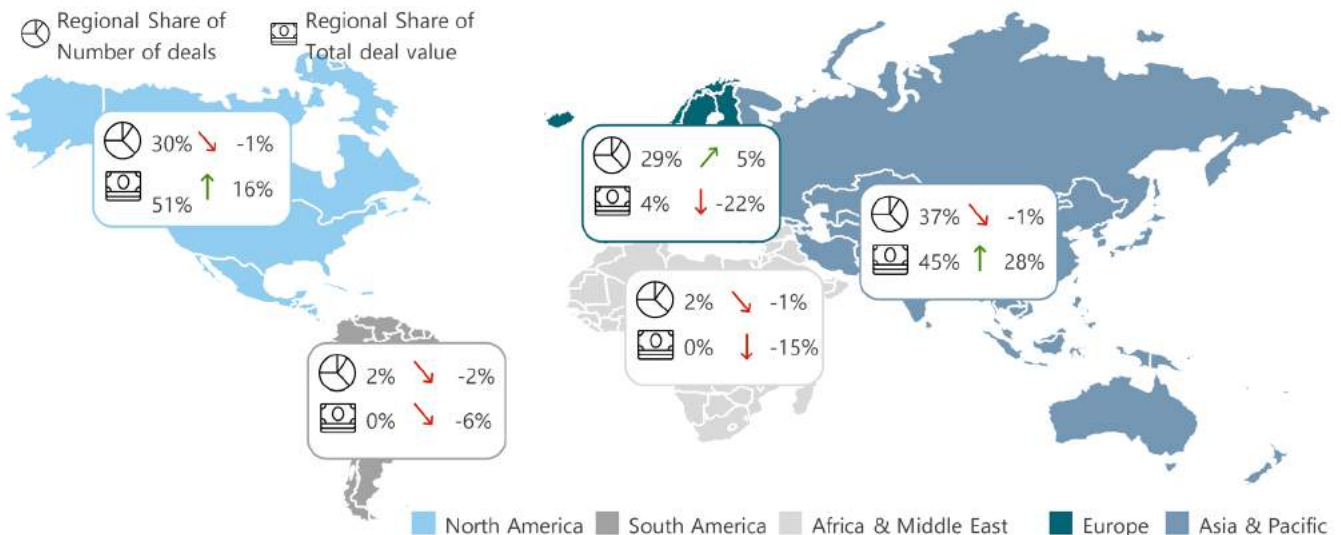 Regional Share of
Number of deals
Regional Share of
Total deal value
30% -1%
51% 16%
29% 5%
4% -22%
37% -1%
45% 28%
2% -1%
0% -15%
2% -2%
0% -6%
North America South America Africa & Middle East Europe Asia & Pacific